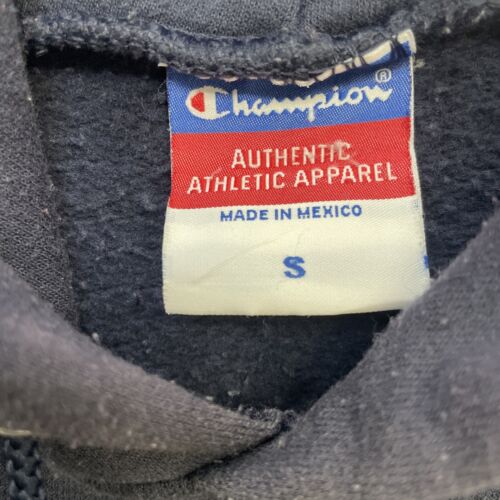 Champion®
AUTHENTIC
ATHLETIC APPAREL
MADE IN MEXICO
S